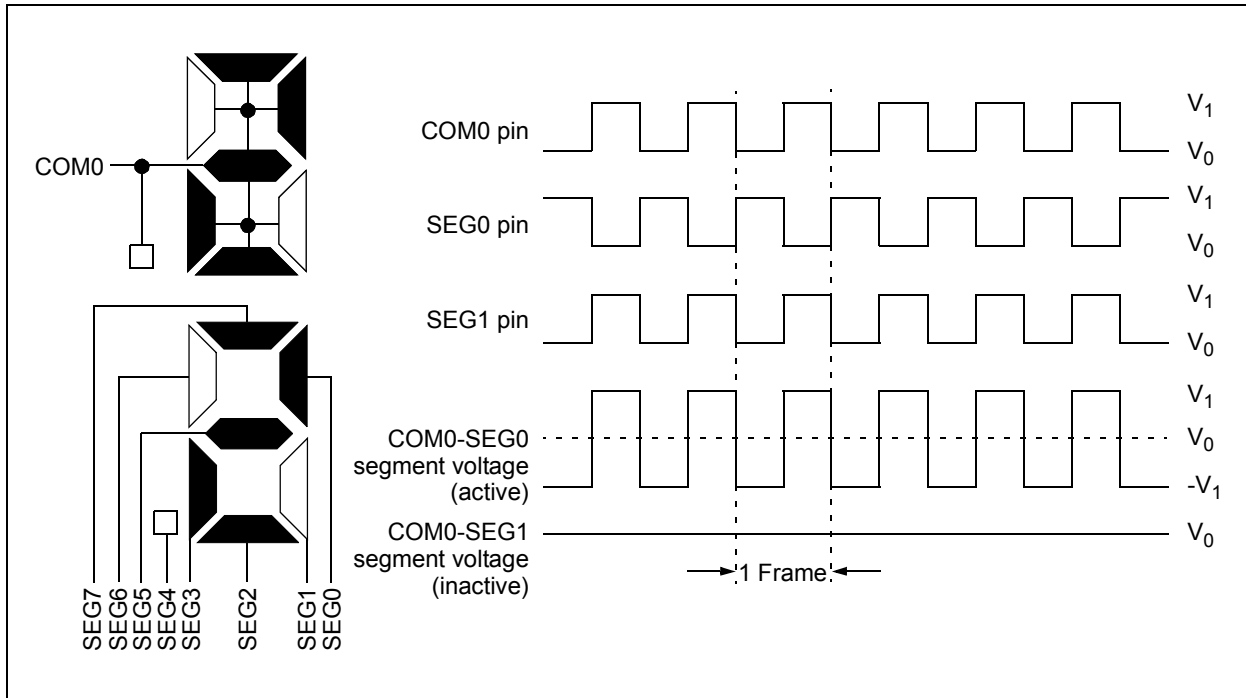 COM0
COM0 pin
V1
V0
SEG0 pin
V1
V0
SEG1 pin
V1
V0
COM0-SEG0
segment voltage
(active)
V1
V0
-V1
COM0-SEG1
segment voltage
(inactive)
V0
1 Frame
SEG7
SEG6
SEG5
SEG4
SEG3
SEG2
SEG1
SEG0